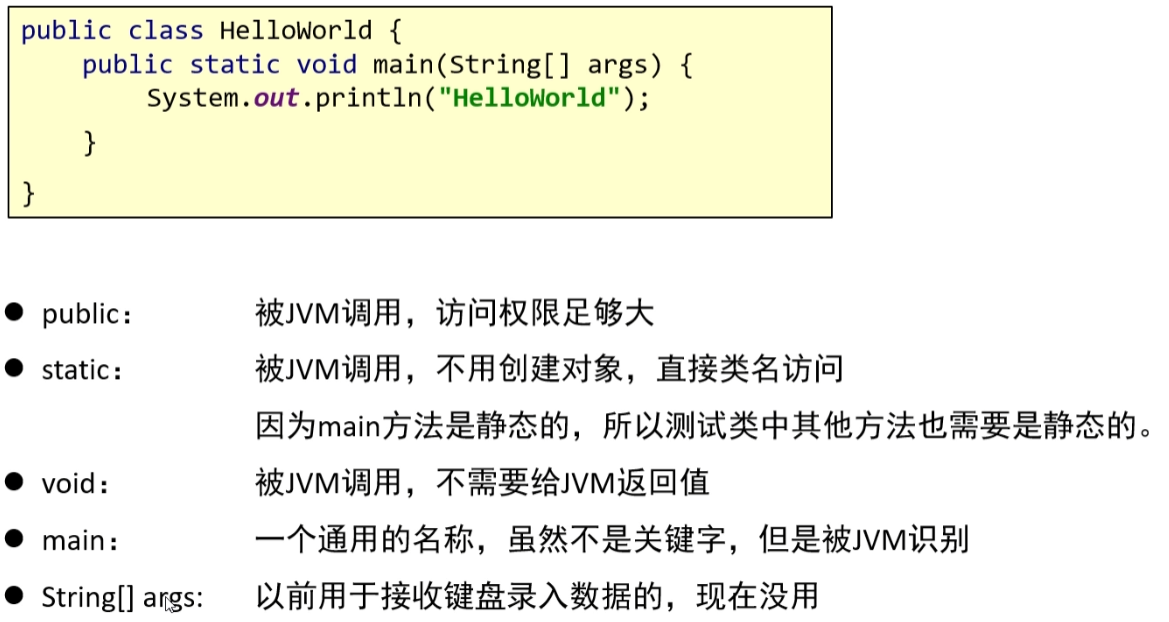 public class HelloWorld {
public static void main(String[] args) {
System.out.println("HelloWorld");
}
}
● public： 被JVM调用，访问权限足够大
● static： 被JVM调用，不用创建对象，直接类名访问
因为main方法是静态的，所以测试类中其他方法也需要是静态的。
● void： 被JVM调用，不需要给JVM返回值
● main： 一个通用的名称，虽然不是关键字，但是被JVM识别
● String[] args: 以前用于接收键盘录入数据的，现在没用